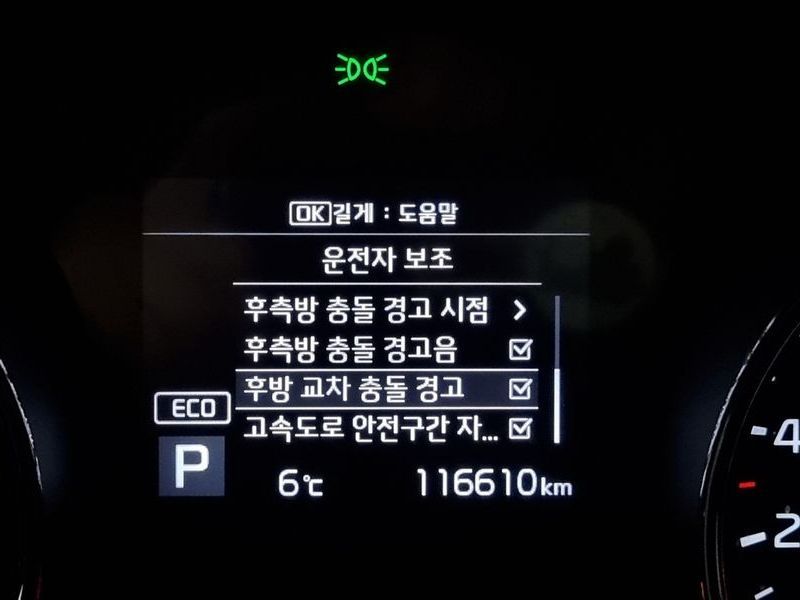 OK길게 : 도움말
운전자 보조
후측방 충돌 경고 시점 >
후측방 충돌 경고음
후방 교차 충돌 경고
고속도로 안전구간 자...
ECO
P
6℃ 116610km
4
2